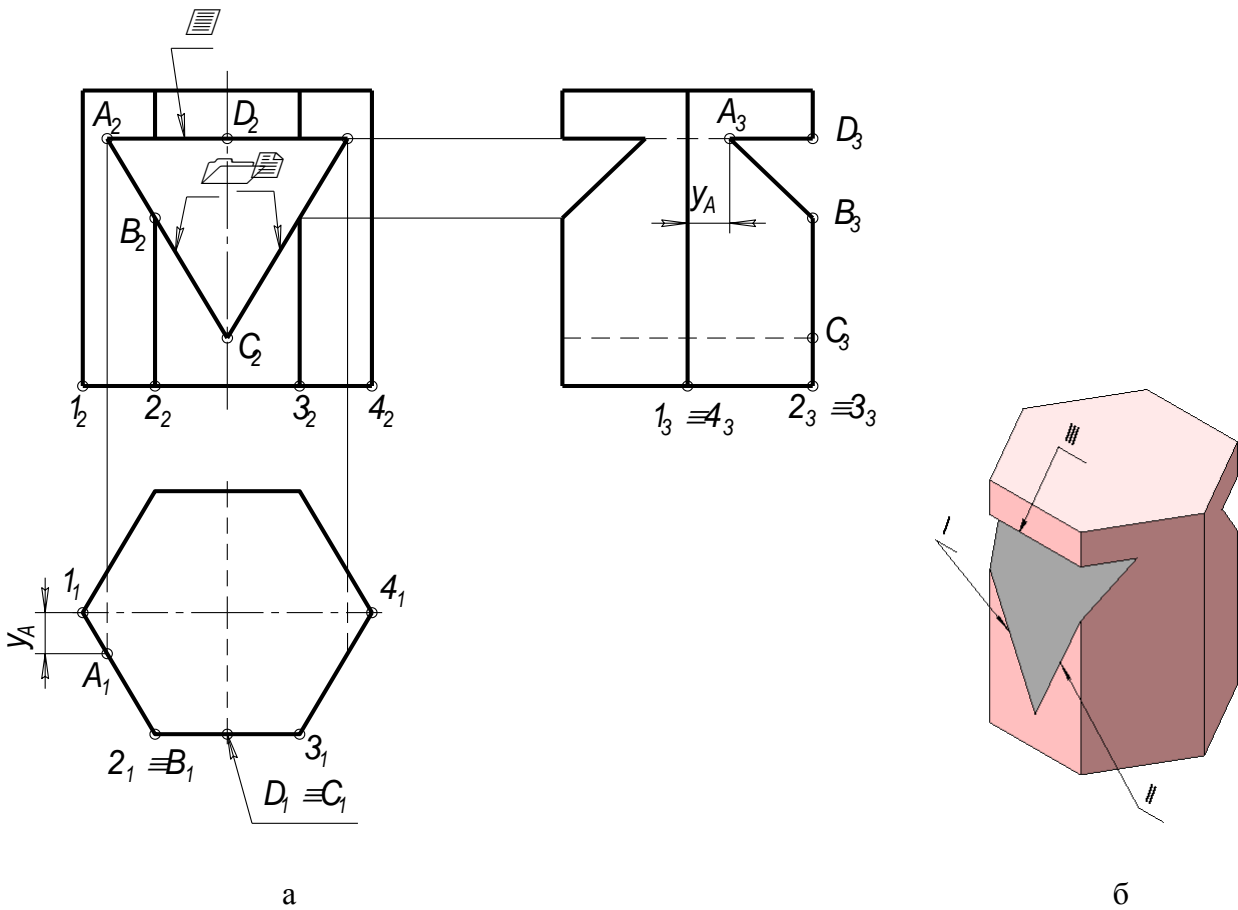 A2
D2
B2
C2
12
22
32
42
A3
D3
yA
B3
C3
13 ≡43
23 ≡33
11
41
yA
A1
21 ≡B1
31
D1 ≡C1
III
I
II
а
б